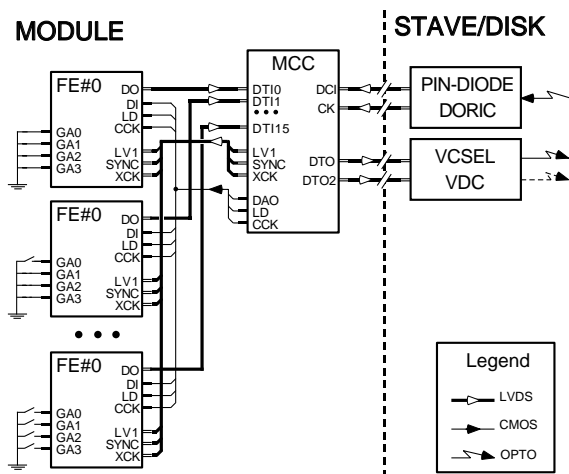 MODULE
STAVE/DISK
FE#0
DO
DI
LD
CCK
GA0
GA1
GA2
GA3
LV1
SYNC
XCK
MCC
DTI0
DTI1
DTI15
LV1
SYNC
XCK
DAO
LD
CCK
DCI
CK
DTO
DTO2
PIN-DIODE
DORIC
VCSEL
VDC
FE#0
DO
DI
LD
CCK
GA0
GA1
GA2
GA3
LV1
SYNC
XCK
FE#0
DO
DI
LD
CCK
GA0
GA1
GA2
GA3
LV1
SYNC
XCK
Legend
LVDS
CMOS
OPTO